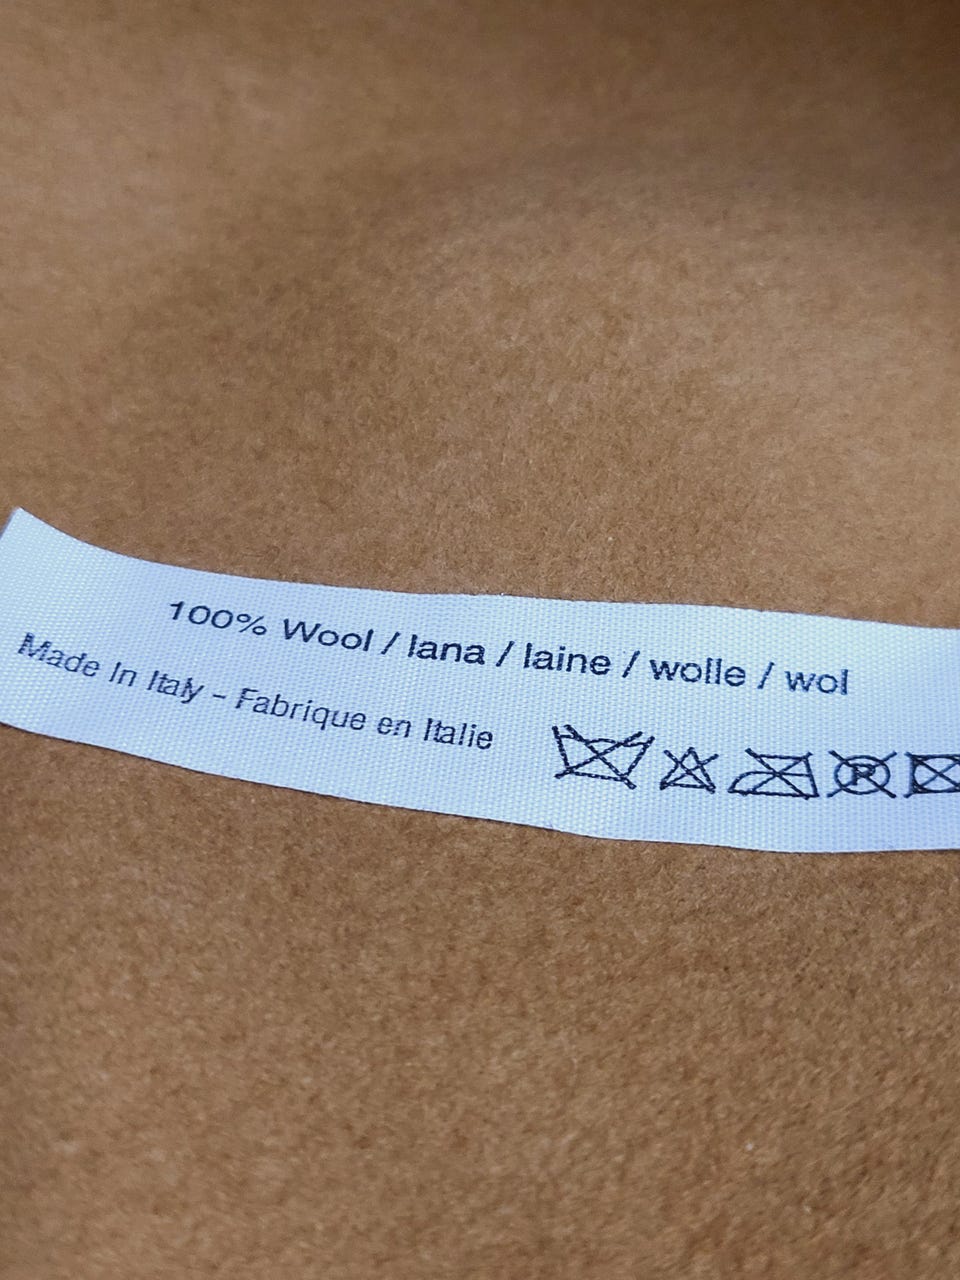 100% Wool / lana / laine / wolle / wol
Made In Italy - Fabrique en Italie